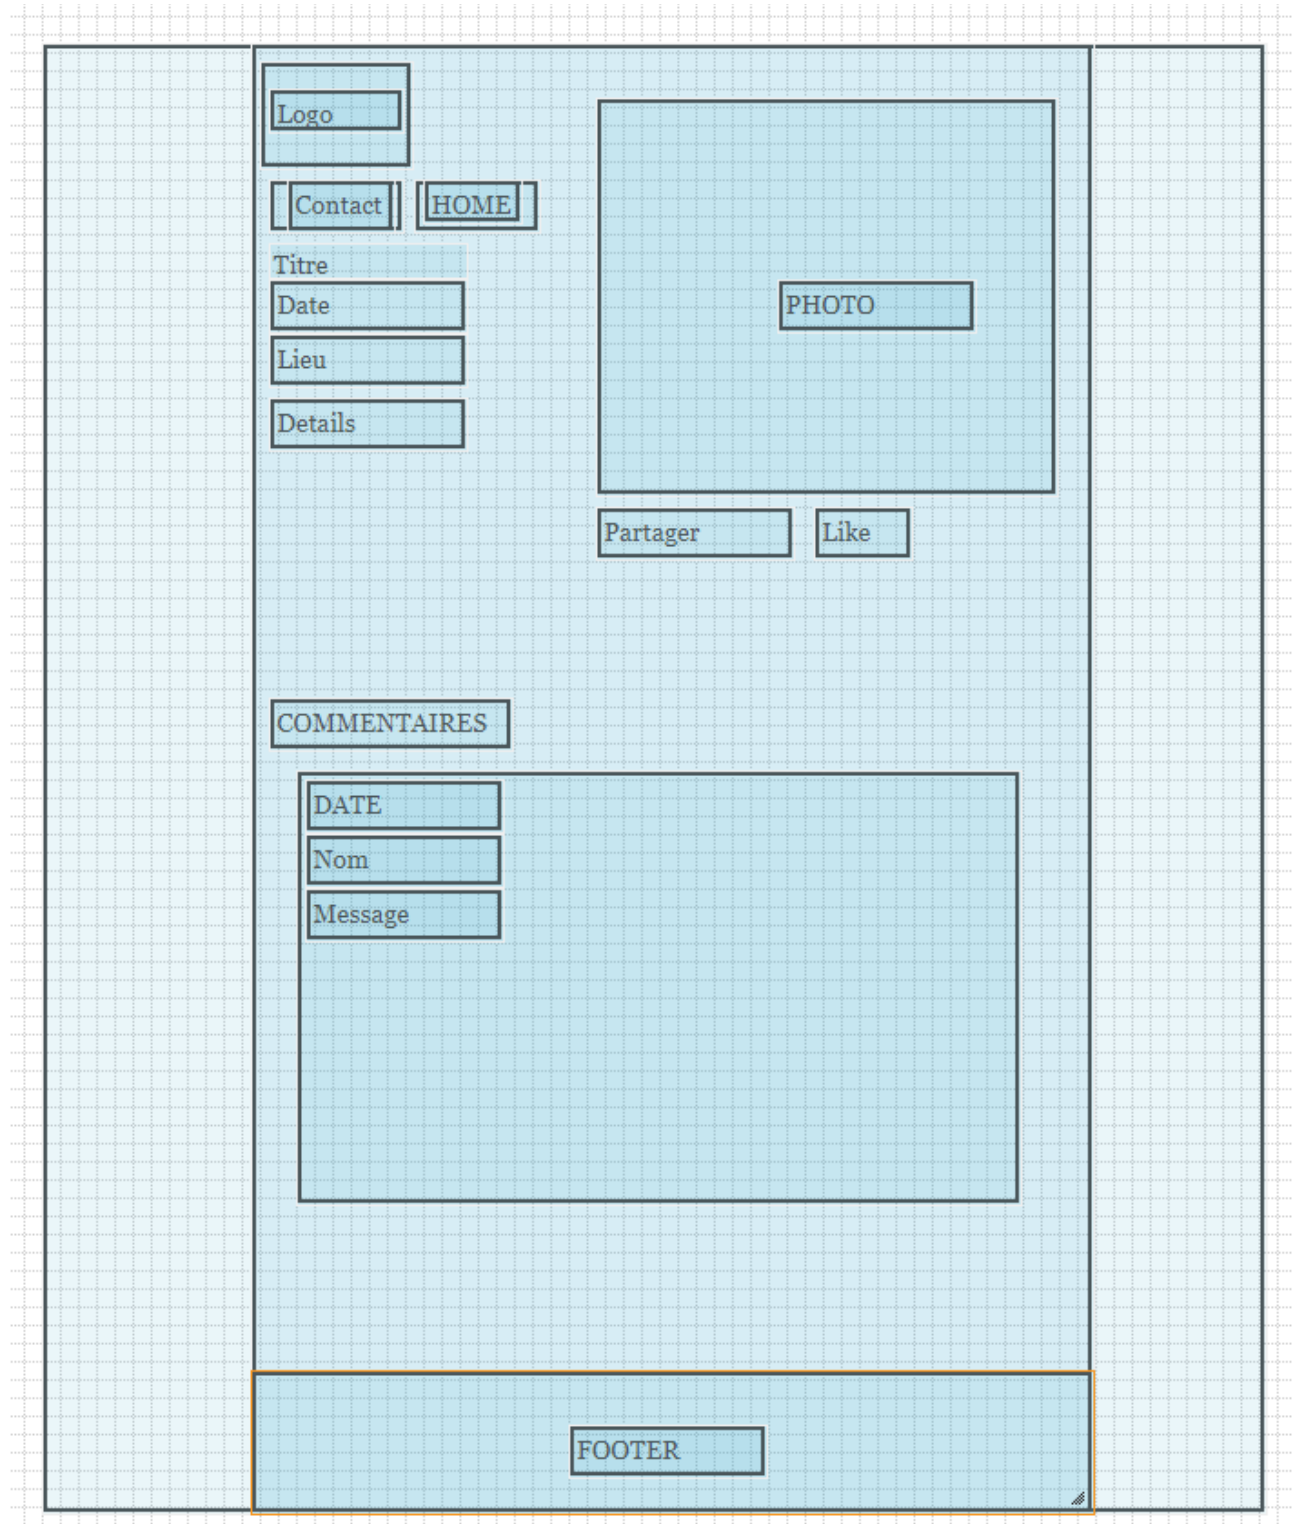 Logo
Contact
HOME
Titre
Date
Lieu
Details
PHOTO
Partager
Like
COMMENTAIRES
DATE
Nom
Message
FOOTER